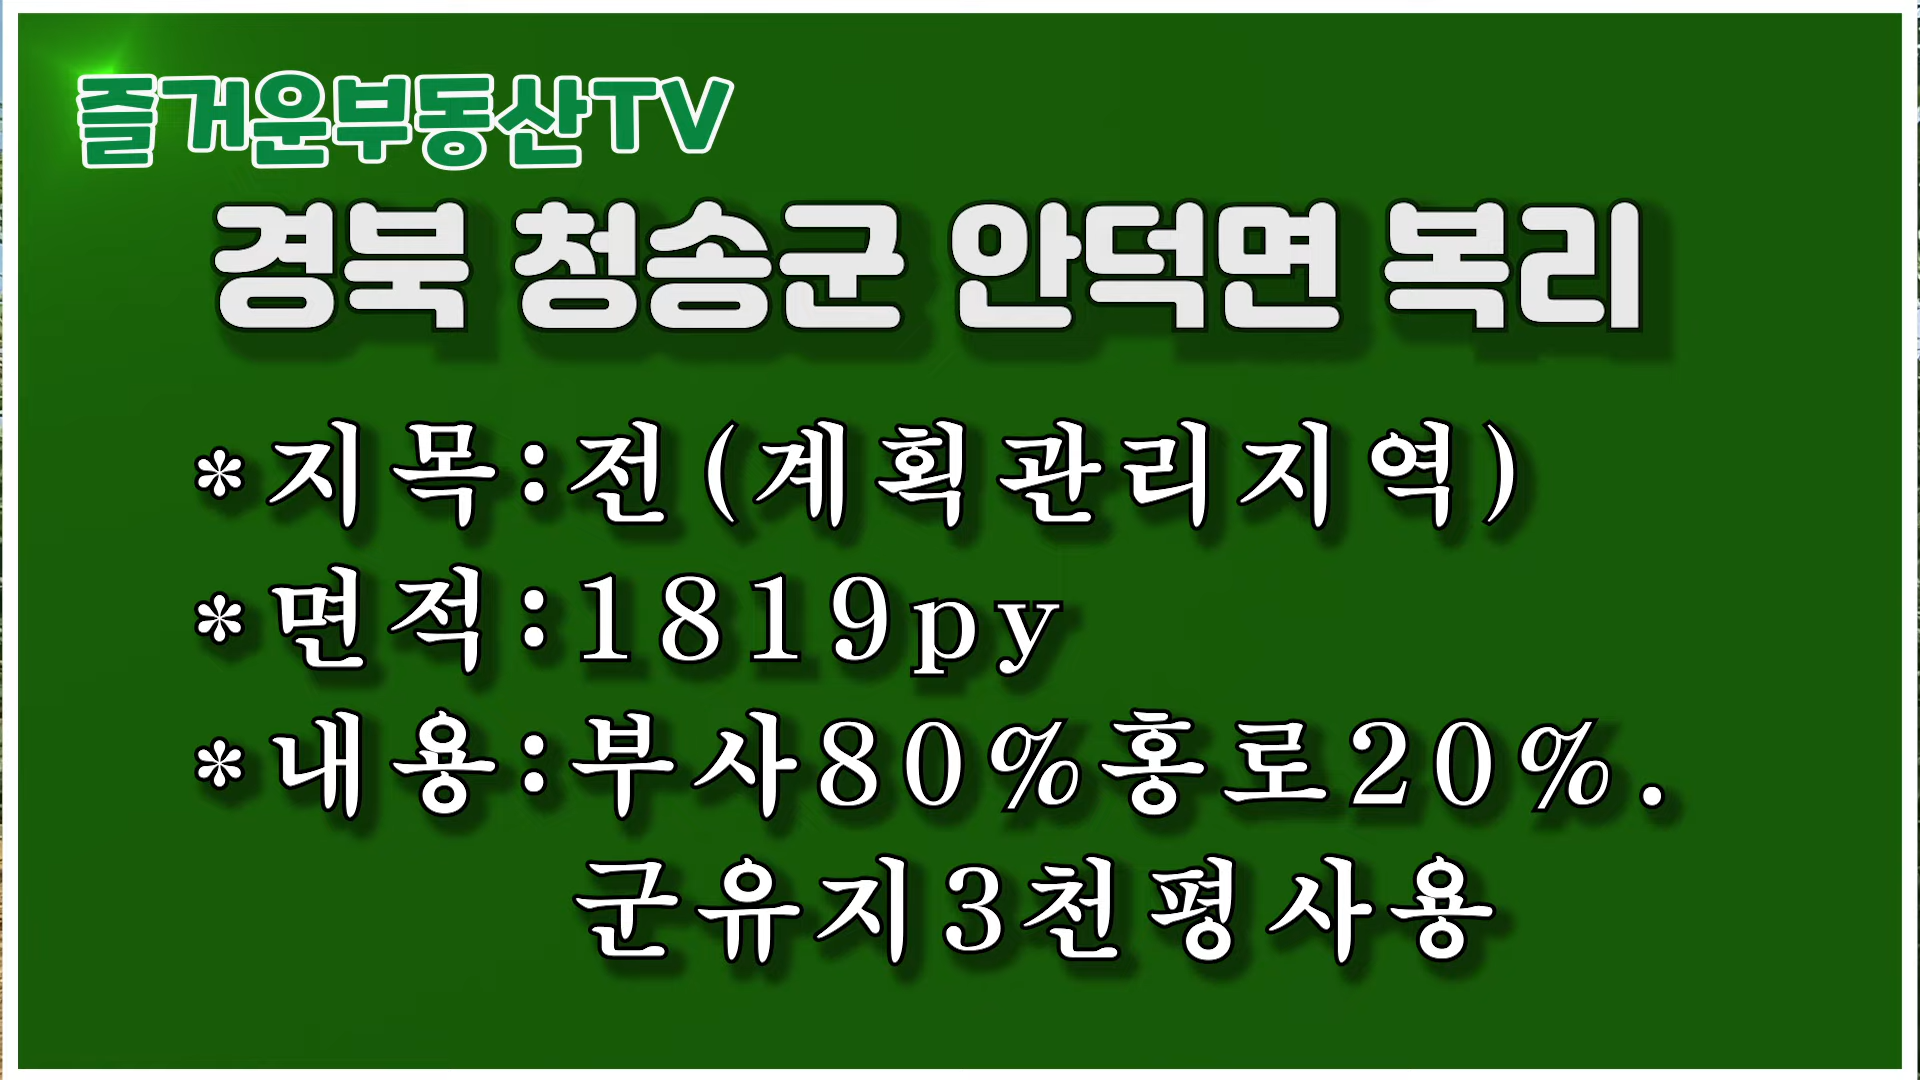 즐거운부동산TV
경북 청송군 안덕면 복리
*지목:전(계획관리지역)
*면적:1819py
*내용:부사80%홍로20%.
군유지3천평사용